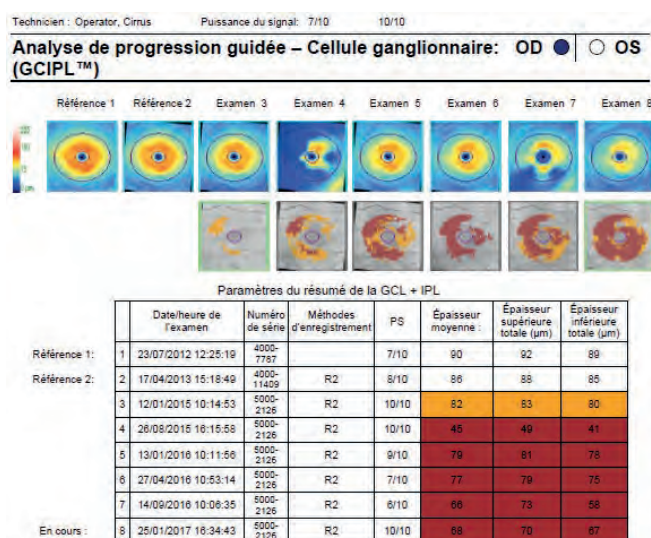 Technicien : Operator, Cirrus Puissance du signal: 7/10 10/10
Analyse de progression guidée – Cellule ganglionnaire: OD OS
(GCIPL™)
Référence 1 Référence 2 Examen 3 Examen 4 Examen 5 Examen 6 Examen 7 Examen 8
Paramètres du résumé de la GCL + IPL
Date/heure de l'examen Numéro de série Méthodes d'enregistrement PS Épaisseur moyenne : Épaisseur supérieure totale (µm) Épaisseur inférieure totale (µm)
Référence 1: 1 23/07/2012 12:25:19 4000-7787 7/10 90 92 89
Référence 2: 2 17/04/2013 15:18:49 4000-11409 R2 8/10 86 88 85
3 12/01/2015 10:14:53 5000-2126 R2 10/10 82 83 80
4 26/08/2015 16:15:58 5000-2126 R2 10/10 45 49 41
5 13/01/2016 10:11:56 5000-2126 R2 9/10 79 81 78
6 27/04/2016 10:53:14 5000-2126 R2 7/10 77 79 75
7 14/09/2016 10:06:35 5000-2126 R2 6/10 66 73 58
En cours : 8 25/01/2017 16:34:43 5000-2126 R2 10/10 68 70 67